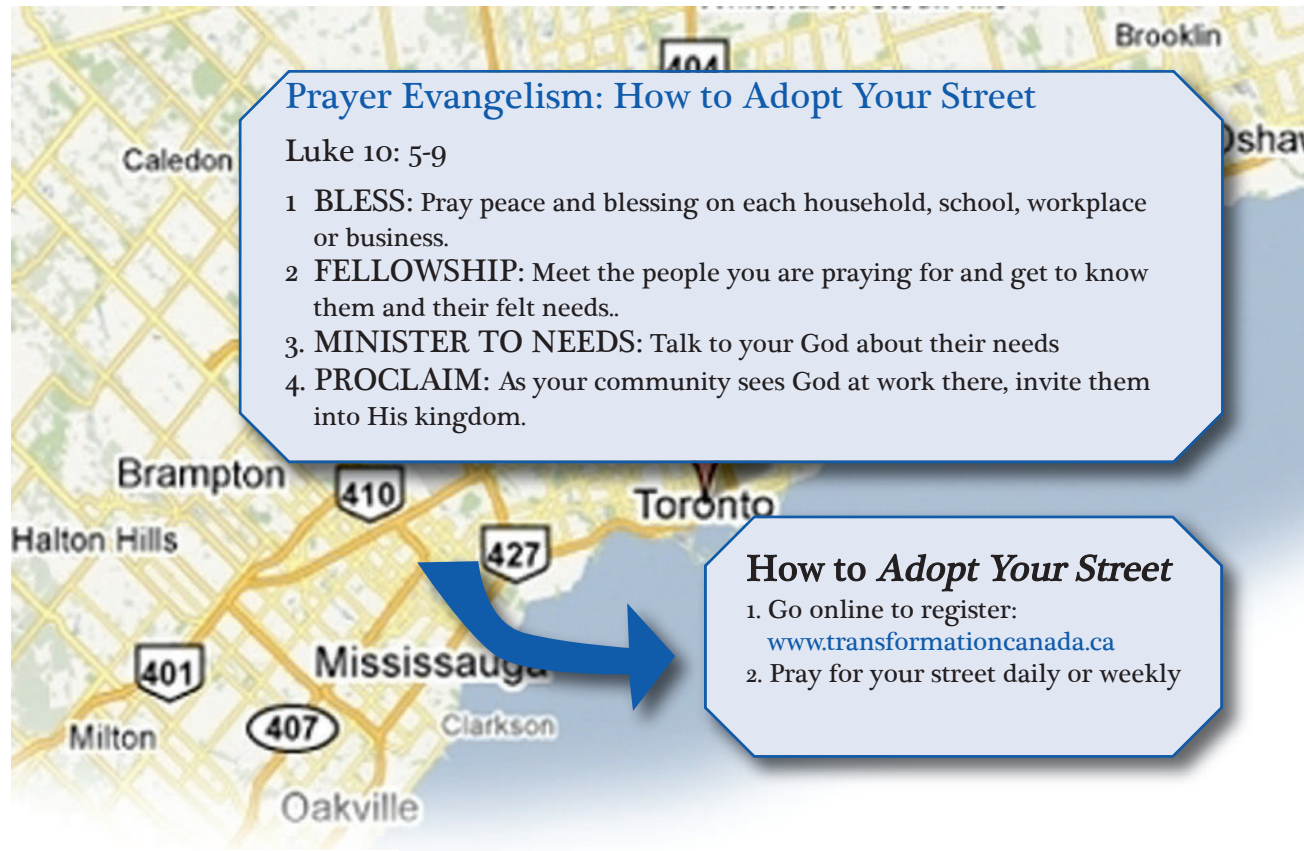 404
Brooklin
Prayer Evangelism: How to Adopt Your Street
Caledon
Luke 10: 5-9
1 BLESS: Pray peace and blessing on each household, school, workplace
or business.
2 FELLOWSHIP: Meet the people you are praying for and get to know
them and their felt needs..
3. MINISTER TO NEEDS: Talk to your God about their needs
4. PROCLAIM: As your community sees God at work there, invite them
into His kingdom.
Brampton
410
Toronto
Halton Hills
427
How to Adopt Your Street
1. Go online to register:
www.transformationcanada.ca
2. Pray for your street daily or weekly
401
Mississauga
Milton
407
Clarkson
Oakville